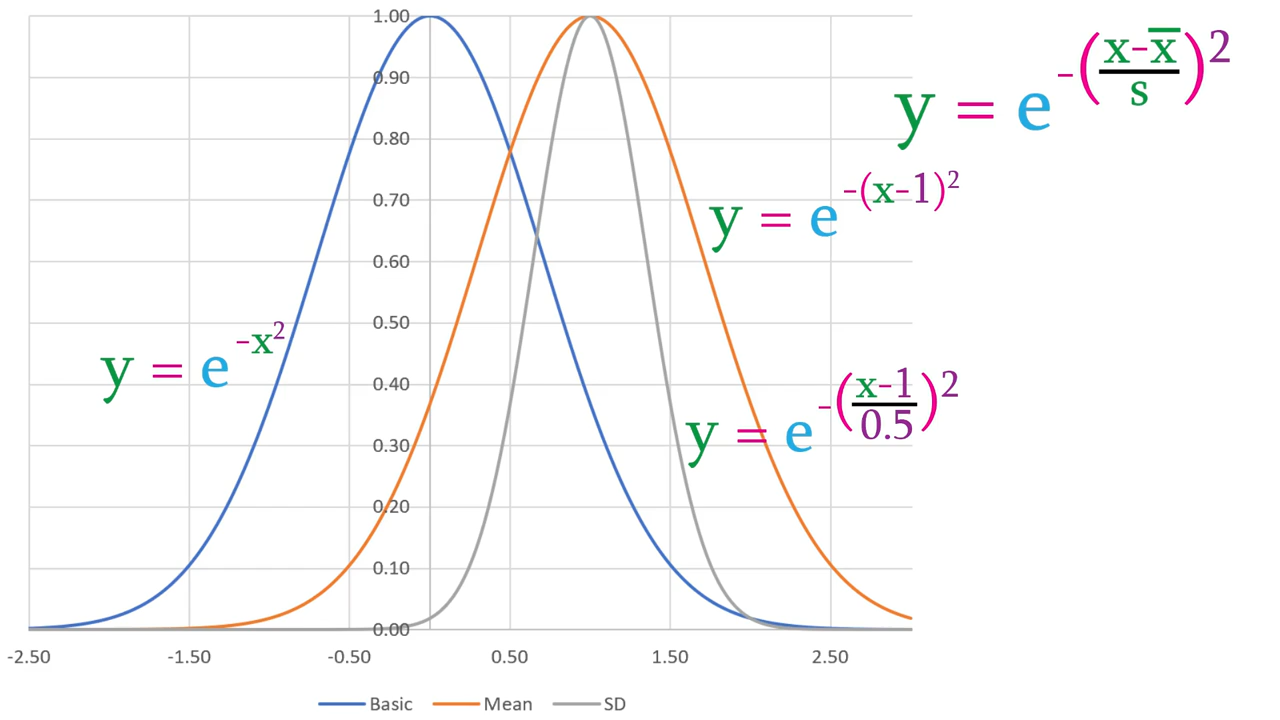 1.00
y = e^-((x-x̄)/s)^2
0.90
0.80
0.70
y = e^-(x-1)^2
0.60
0.50
y = e^-x^2
0.40
y = e^-((x-1)/0.5)^2
0.30
0.20
0.10
0.00
-2.50 -1.50 -0.50 0.50 1.50 2.50
Basic Mean SD